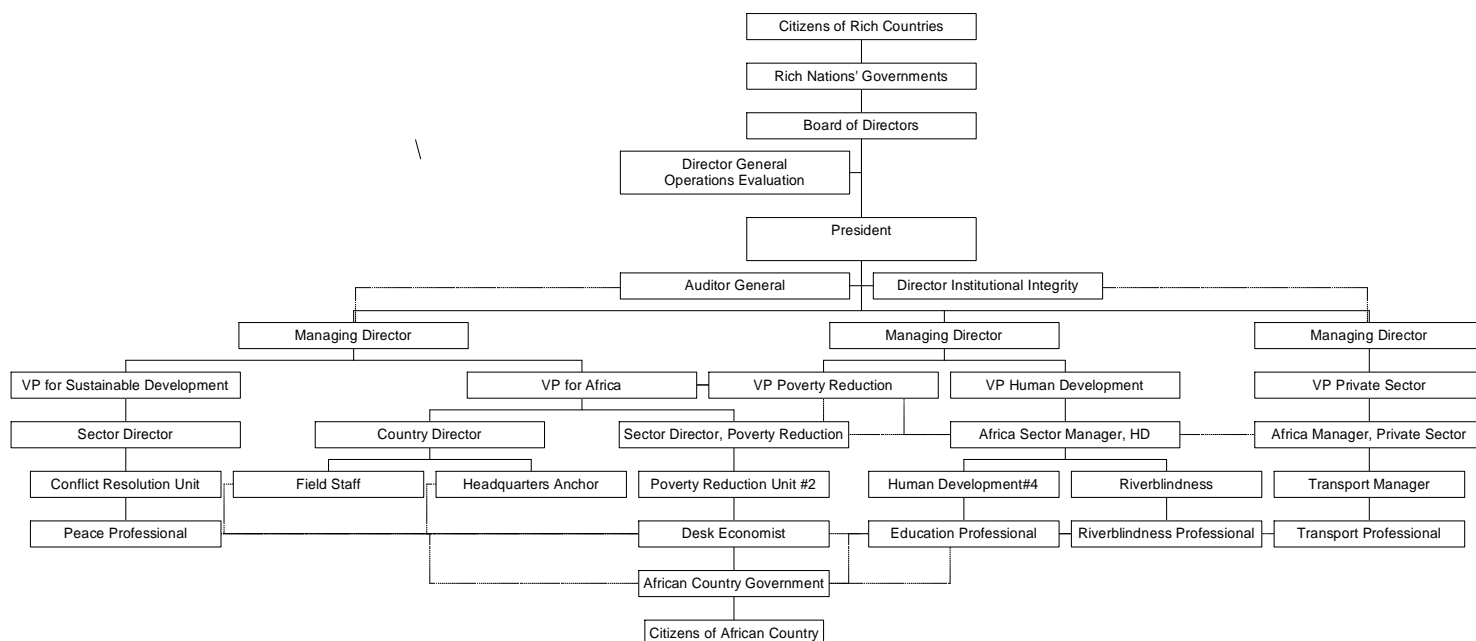 Citizens of Rich Countries
Rich Nations' Governments
Board of Directors
\
Director General
Operations Evaluation
President
Auditor General
Director Institutional Integrity
Managing Director
Managing Director
Managing Director
VP for Sustainable Development
VP for Africa
VP Poverty Reduction
VP Human Development
VP Private Sector
Sector Director
Country Director
Sector Director, Poverty Reduction
Africa Sector Manager, HD
Africa Manager, Private Sector
Conflict Resolution Unit
Field Staff
Headquarters Anchor
Poverty Reduction Unit #2
Human Development#4
Riverblindness
Transport Manager
Peace Professional
Desk Economist
Education Professional
Riverblindness Professional
Transport Professional
African Country Government
Citizens of African Country